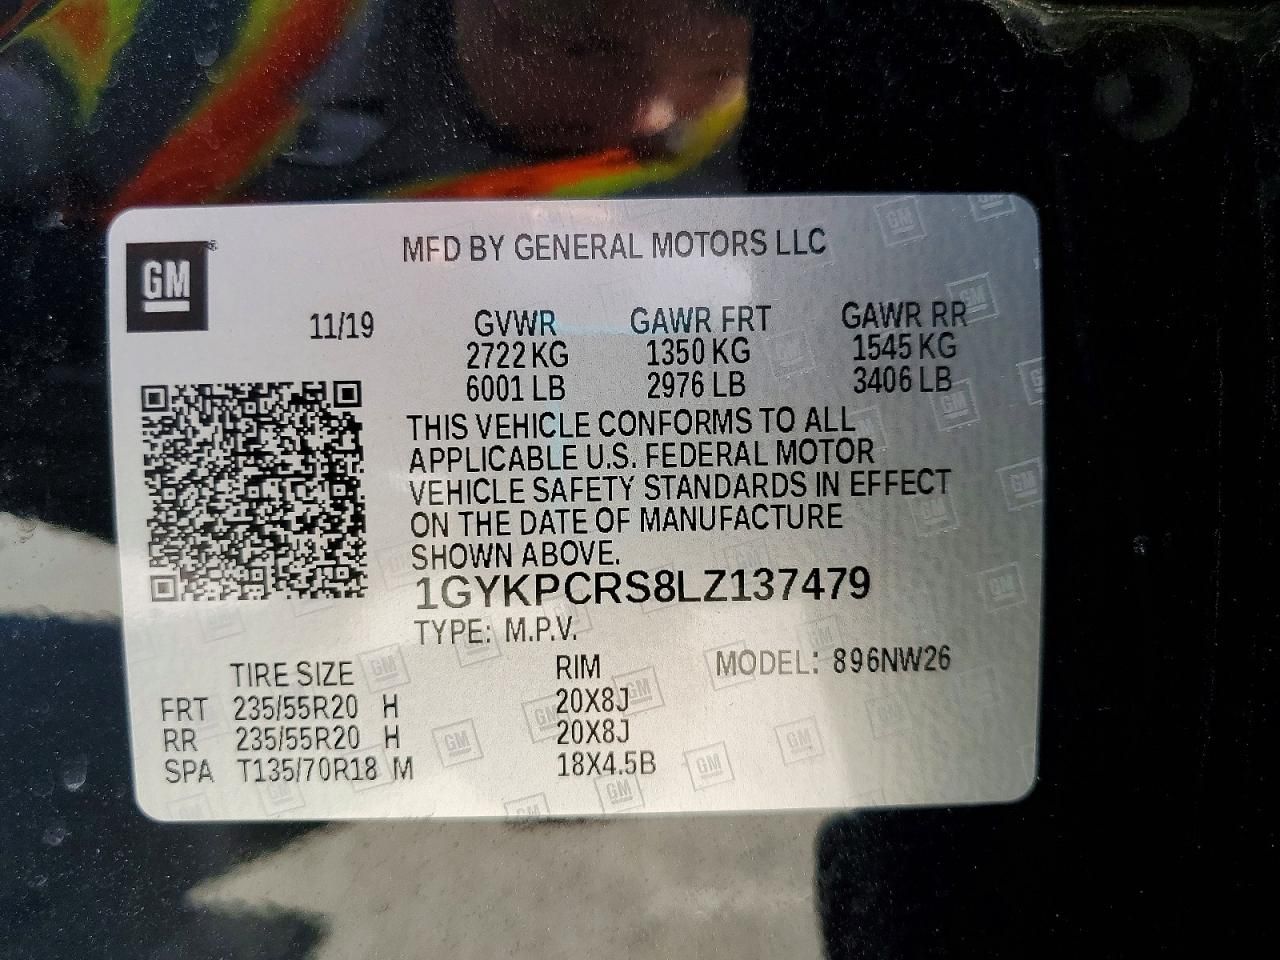 GM
MFD BY GENERAL MOTORS LLC
11/19 GVWR GAWR FRT GAWR RR
2722 KG 1350 KG 1545 KG
6001 LB 2976 LB 3406 LB
THIS VEHICLE CONFORMS TO ALL
APPLICABLE U.S. FEDERAL MOTOR
VEHICLE SAFETY STANDARDS IN EFFECT
ON THE DATE OF MANUFACTURE
SHOWN ABOVE.
1GYKPCRS8LZ137479
TYPE: M.P.V.
TIRE SIZE RIM MODEL: 896NW26
FRT 235/55R20 H 20X8J
RR 235/55R20 H 20X8J
SPA T135/70R18 M 18X4.5B